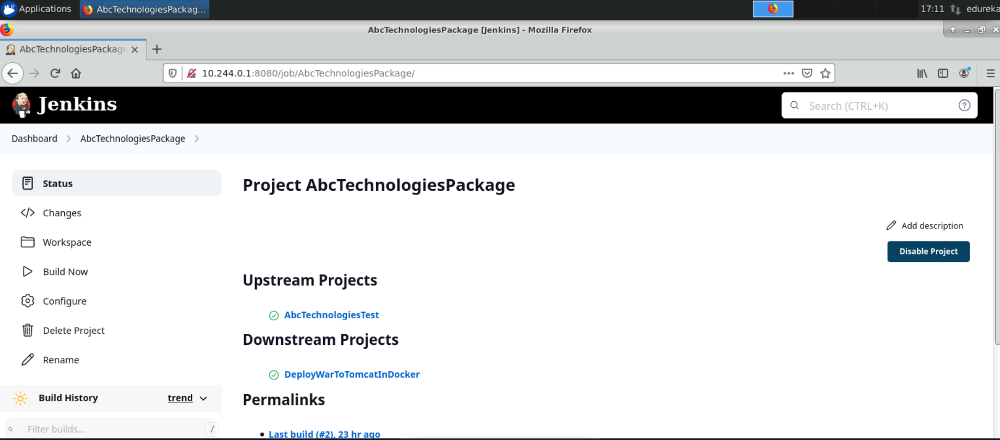 Applications AbcTechnologiesPackag... 17:11 edureka
AbcTechnologiesPackage [Jenkins] - Mozilla Firefox
AbcTechnologiesPackage
10.244.0.1:8080/job/AbcTechnologiesPackage/
Jenkins
Search (CTRL+K)
Dashboard AbcTechnologiesPackage
Status
Changes
Workspace
Build Now
Configure
Delete Project
Rename
Build History trend
Filter builds... /
Project AbcTechnologiesPackage
Add description
Disable Project
Upstream Projects
AbcTechnologiesTest
Downstream Projects
DeployWarToTomcatInDocker
Permalinks
• Last build (#2), 23 hr ago